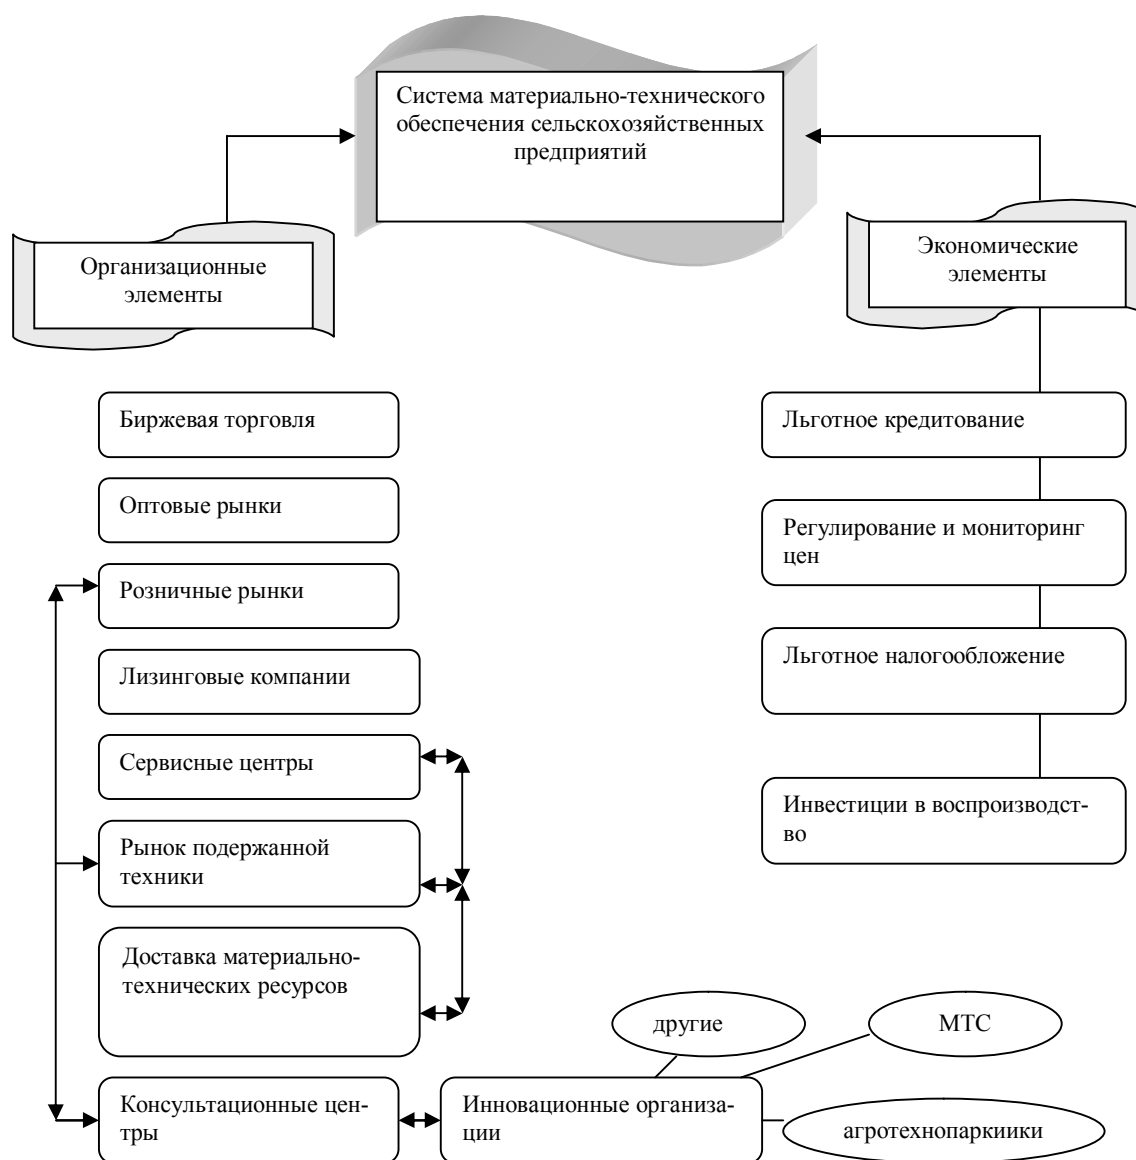 Система материально-технического
обеспечения сельскохозяйственных
предприятий
Организационные
элементы
Экономические
элементы
Биржевая торговля
Оптовые рынки
Розничные рынки
Лизинговые компании
Сервисные центры
Рынок подержанной
техники
Доставка материально-
технических ресурсов
Консультационные цен-
тры
Льготное кредитование
Регулирование и мониторинг
цен
Льготное налогообложение
Инвестиции в воспроизводст-
во
другие
МТС
Инновационные организа-
ции
агротехнопаркиики